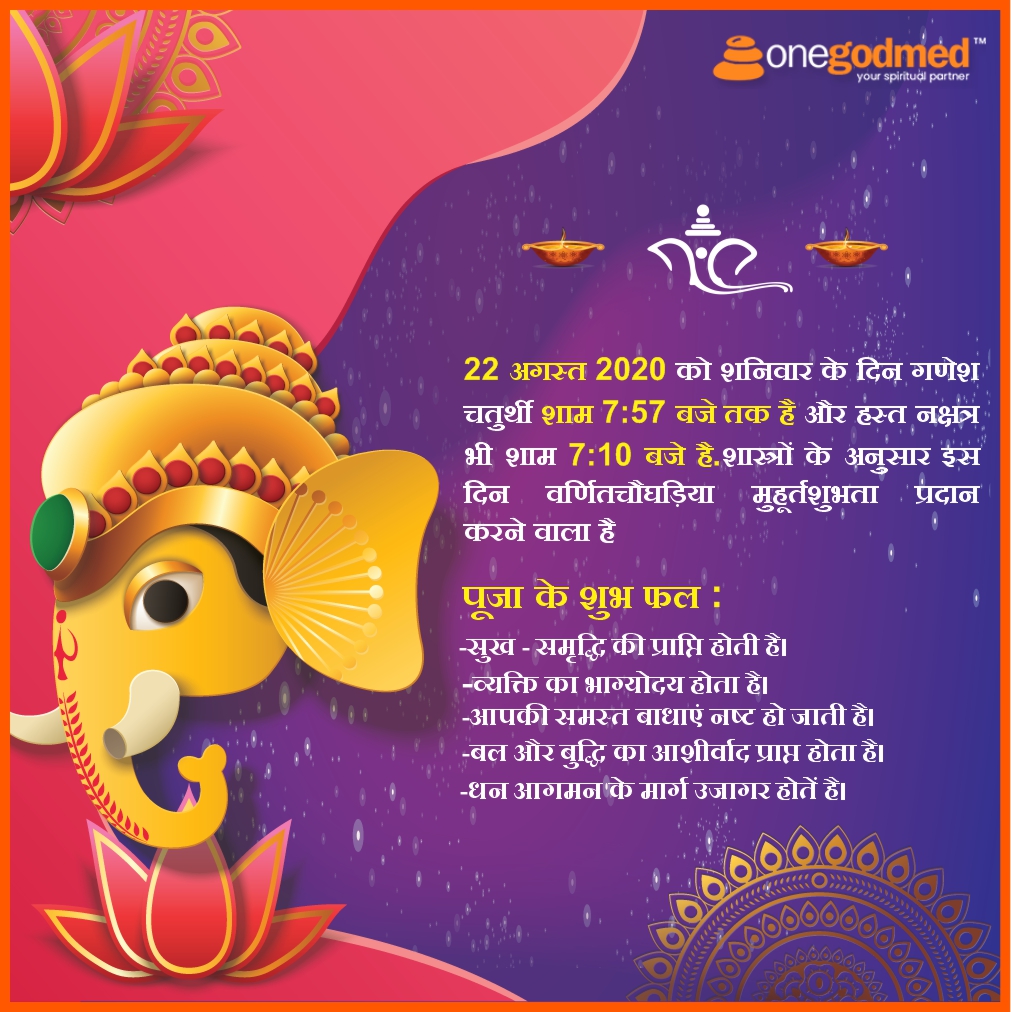 onegodmed™
your spiritual partner
22 अगस्त 2020 को शनिवार के दिन गणेश
चतुर्थी शाम 7:57 बजे तक है और हस्त नक्षत्र
भी शाम 7:10 बजे है.शास्त्रों के अनुसार इस
दिन वर्णितचौघड़िया मुहूर्तशुभता प्रदान
करने वाला है
पूजा के शुभ फल :
-सुख - समृद्धि की प्राप्ति होती है।
-व्यक्ति का भाग्योदय होता है।
-आपकी समस्त बाधाएं नष्ट हो जाती है।
-बल और बुद्धि का आशीर्वाद प्राप्त होता है।
-धन आगमन के मार्ग उजागर होतें है।